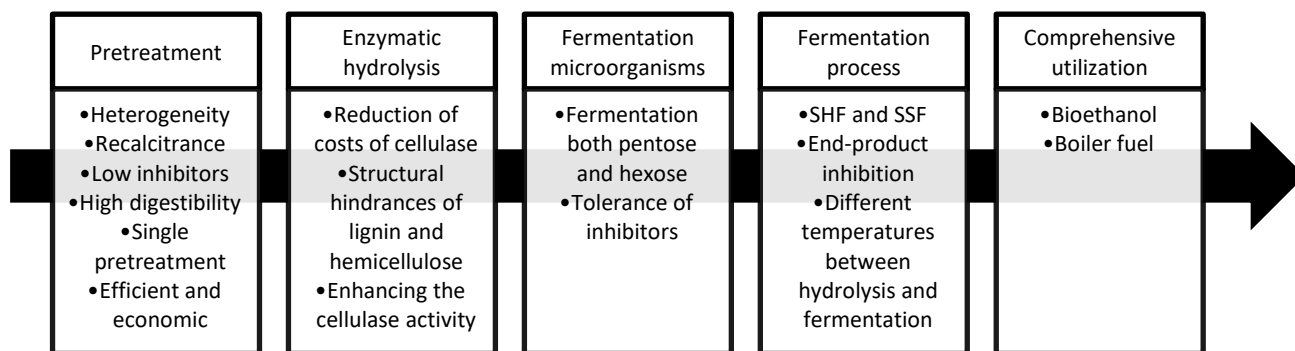 Pretreatment
•Heterogeneity
•Recalcitrance
•Low inhibitors
•High digestibility
•Single
pretreatment
•Efficient and
economic
Enzymatic
hydrolysis
•Reduction of
costs of cellulase
•Structural
hindrances of
lignin and
hemicellulose
•Enhancing the
cellulase activity
Fermentation
microorganisms
•Fermentation
both pentose
and hexose
•Tolerance of
inhibitors
Fermentation
process
•SHF and SSF
•End-product
inhibition
•Different
temperatures
between
hydrolysis and
fermentation
Comprehensive
utilization
•Bioethanol
•Boiler fuel